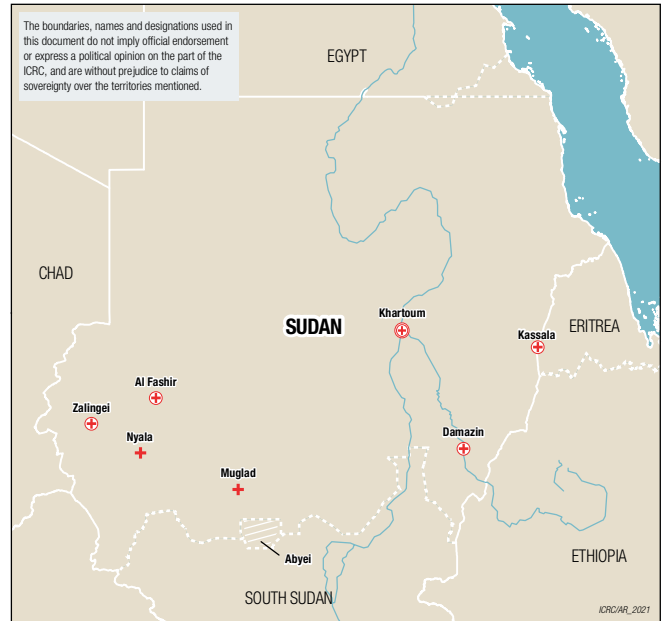 The boundaries, names and designations used in
this document do not imply official endorsement
or express a political opinion on the part of the
ICRC, and are without prejudice to claims of
sovereignty over the territories mentioned.
EGYPT
CHAD
Khartoum
SUDAN
ERITREA
Kassala
Al Fashir
Zalingei
Nyala
Damazin
Muglad
Abyei
ETHIOPIA
SOUTH SUDAN
ICRC/AR_2021